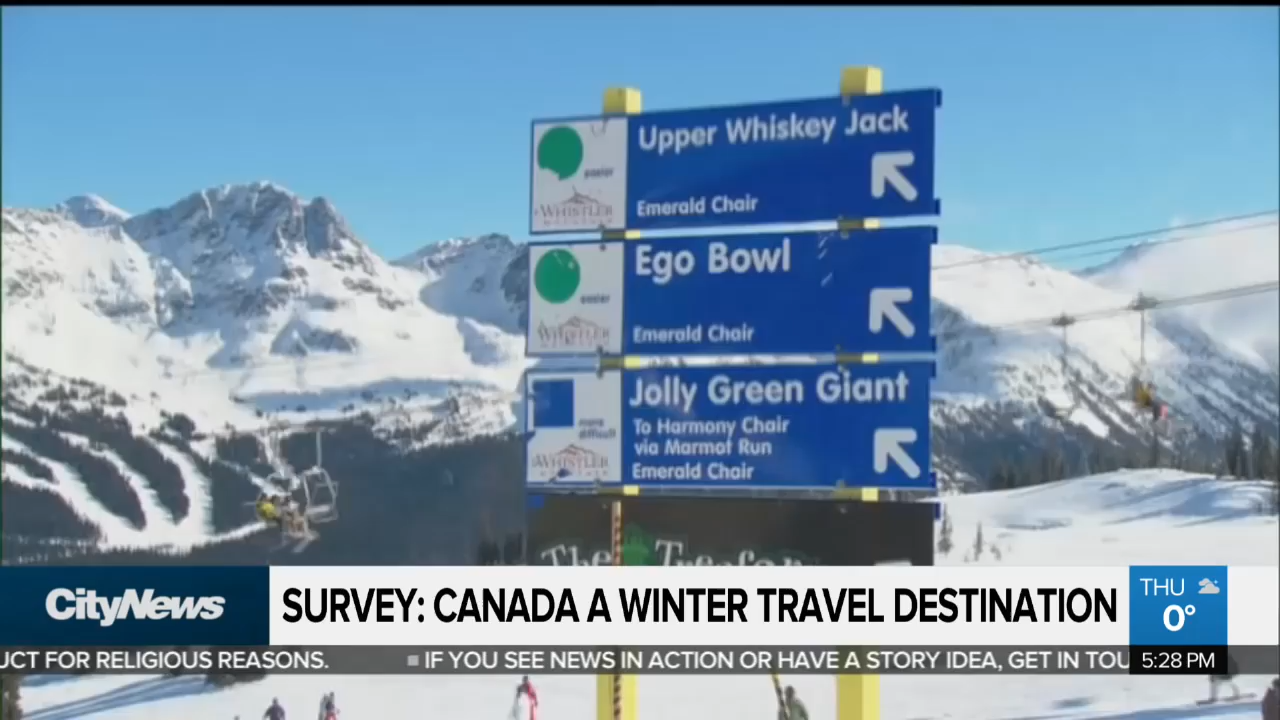 Upper Whiskey Jack
easier
WHISTLER
Emerald Chair
Ego Bowl
easier
WHISTLER
Emerald Chair
Jolly Green Giant
more
difficult
To Harmony Chair
via Marmot Run
WHISTLER
Emerald Chair
The
CityNews
SURVEY: CANADA A WINTER TRAVEL DESTINATION
THU
0°
UCT FOR RELIGIOUS REASONS. IF YOU SEE NEWS IN ACTION OR HAVE A STORY IDEA, GET IN TOU
5:28 PM